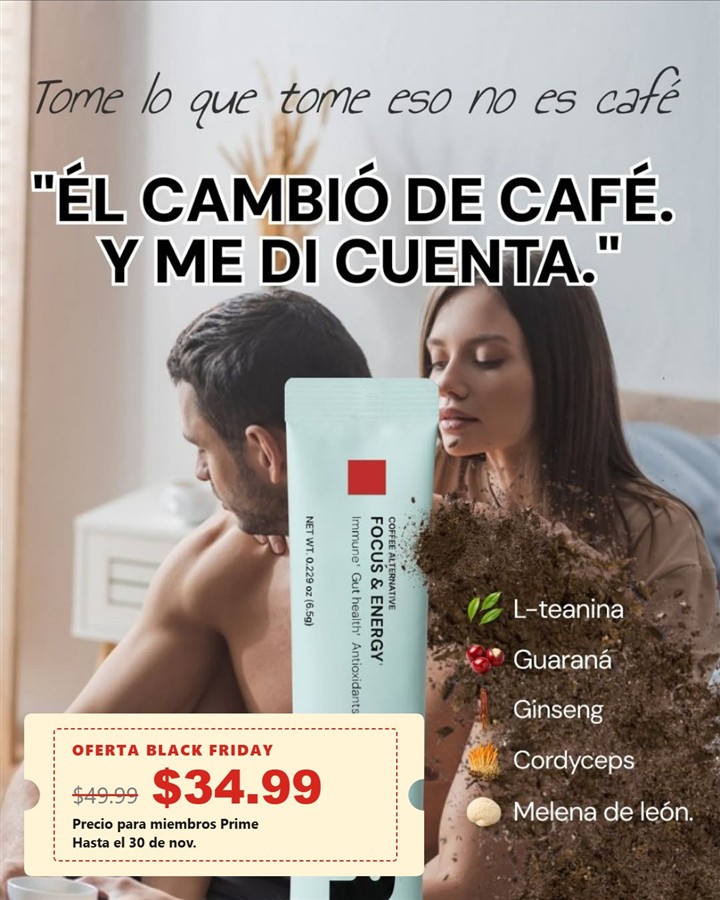 Tome lo que tome eso no es café
"ÉL CAMBIÓ DE CAFÉ.
Y ME DI CUENTA."
COFFEE ALTERNATIVE
FOCUS & ENERGY
Immune† Gut health† Antioxidants
NET WT. 0.229 oz (6.5g)
L-teanina
Guaraná
Ginseng
Cordyceps
Melena de león.
OFERTA BLACK FRIDAY
$49.99 $34.99
Precio para miembros Prime
Hasta el 30 de nov.